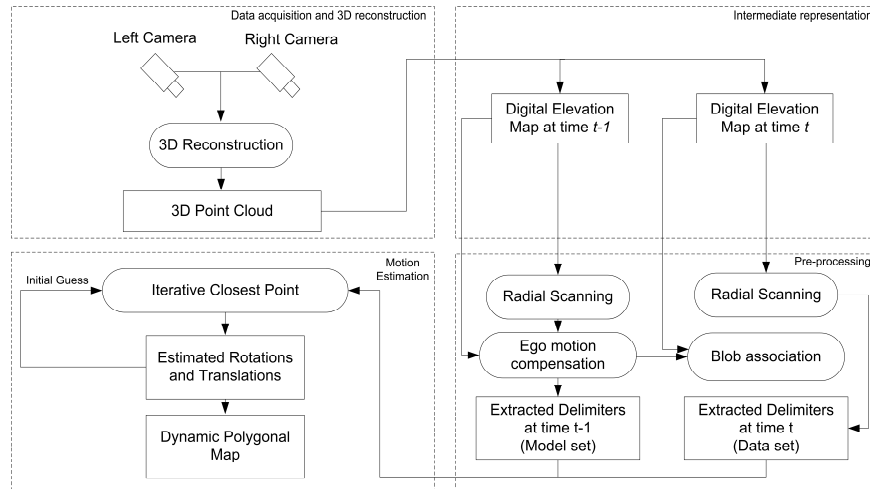 Data acquisition and 3D reconstruction
Left Camera
Right Camera
3D Reconstruction
3D Point Cloud
Intermediate representation
Digital Elevation
Map at time t-1
Digital Elevation
Map at time t
Motion
Estimation
Initial Guess
Iterative Closest Point
Estimated Rotations
and Translations
Dynamic Polygonal
Map
Pre-processing
Radial Scanning
Radial Scanning
Ego motion
compensation
Blob association
Extracted Delimiters
at time t-1
(Model set)
Extracted Delimiters
at time t
(Data set)